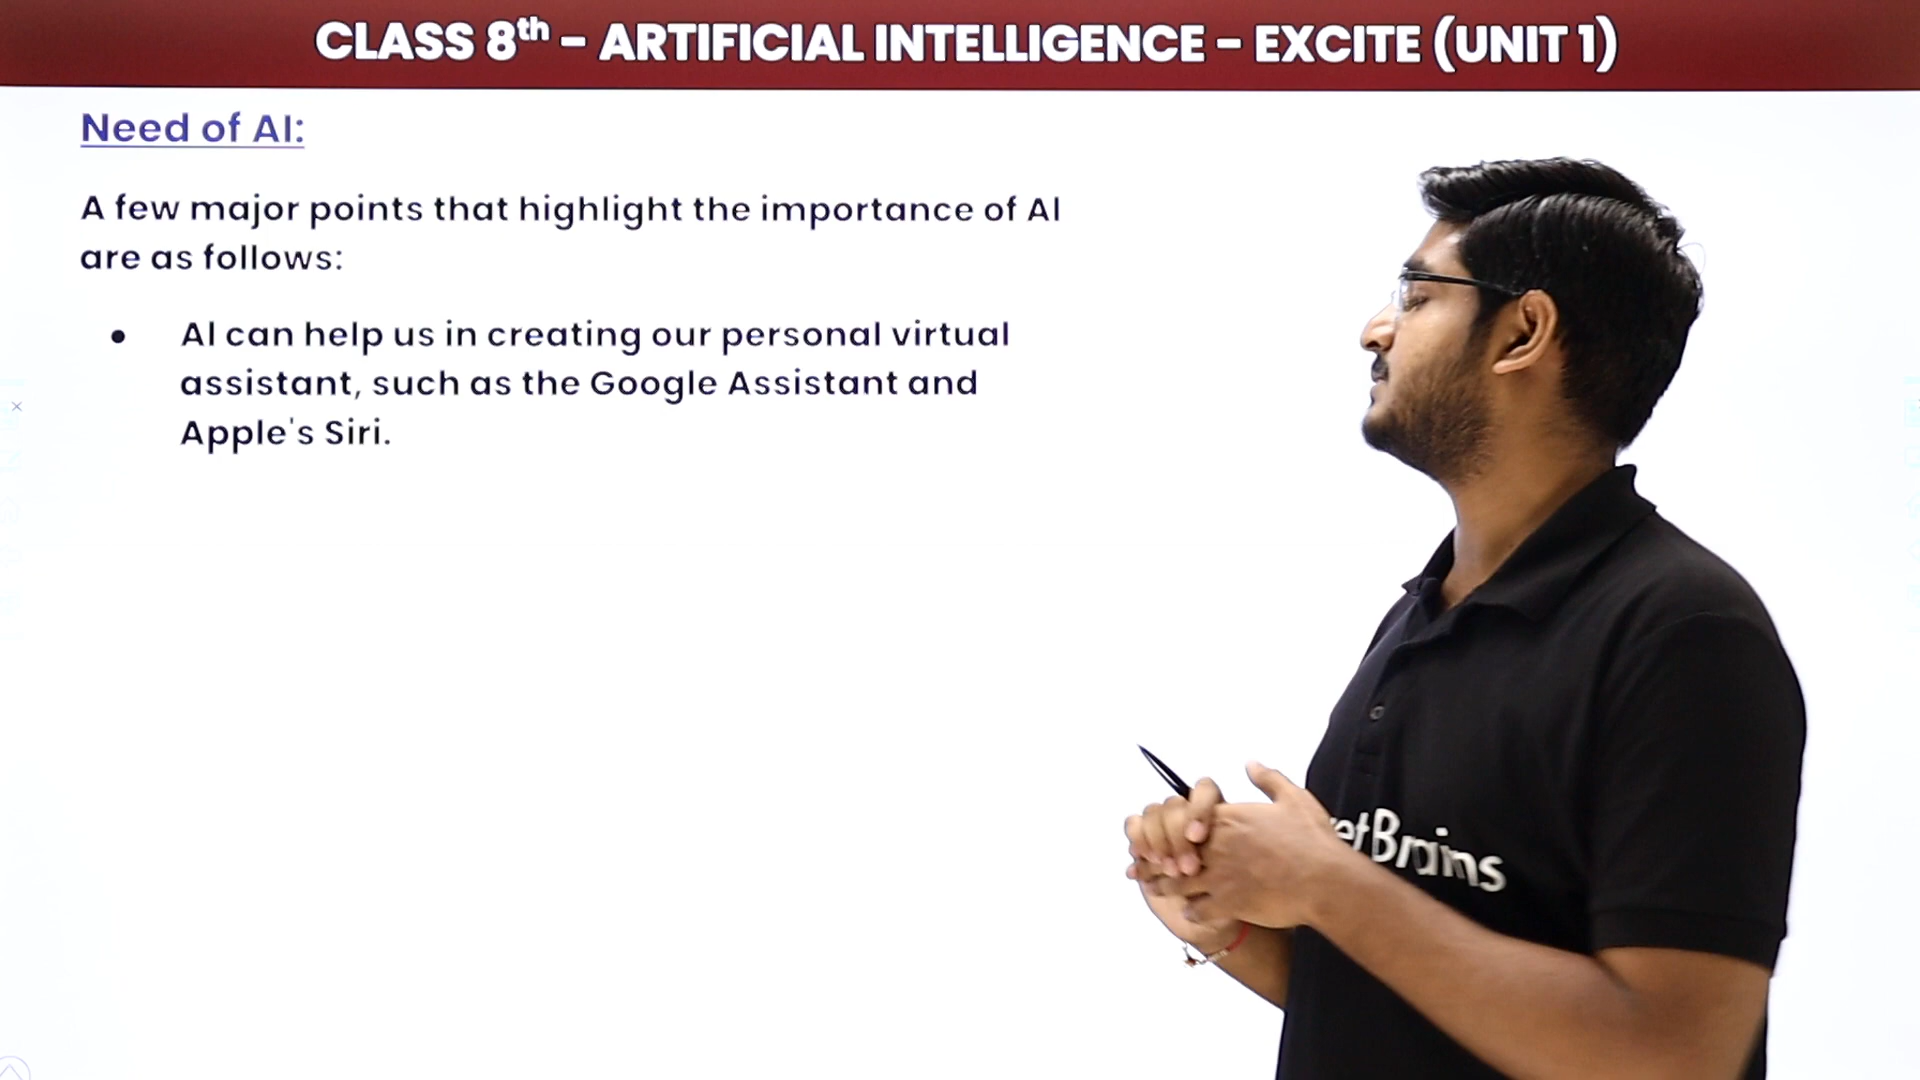 CLASS 8th - ARTIFICIAL INTELLIGENCE - EXCITE (UNIT 1)
Need of AI:
A few major points that highlight the importance of AI
are as follows:
• AI can help us in creating our personal virtual
assistant, such as the Google Assistant and
Apple's Siri.
etBrains